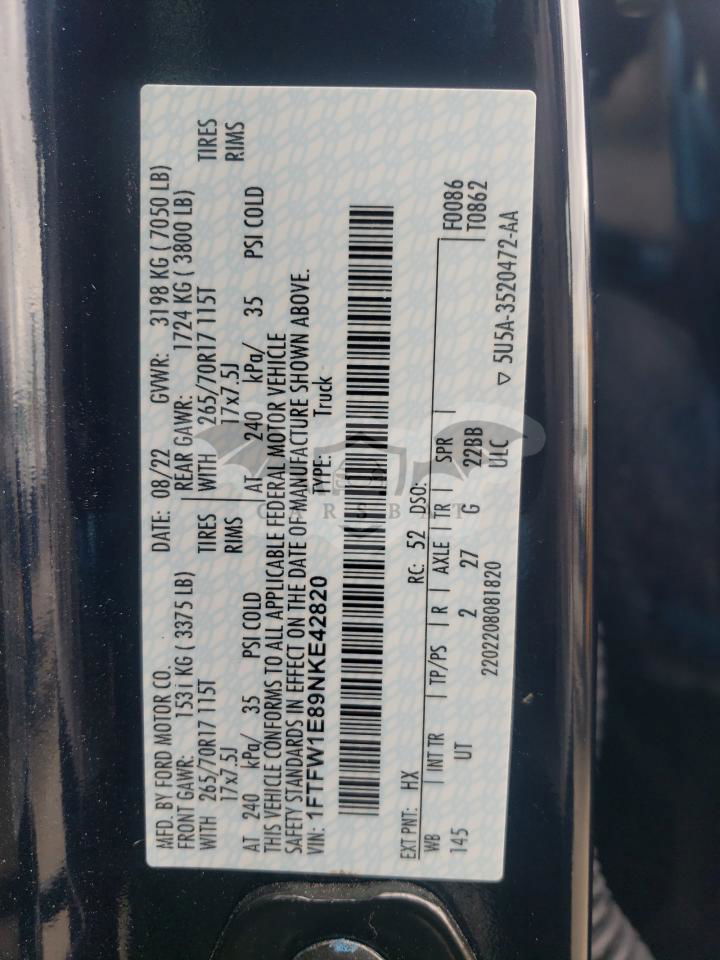 MFD. BY FORD MOTOR CO. DATE: 08/22 GVWR: 3198 KG ( 7050 LB)
FRONT GAWR: 1531 KG ( 3375 LB) REAR GAWR: 1724 KG ( 3800 LB)
WITH 265/70R17 115T TIRES WITH 265/70R17 115T TIRES
17x7.5J RIMS 17x7.5J RIMS
AT 240 kPa/ 35 PSI COLD AT 240 kPa/ 35 PSI COLD
THIS VEHICLE CONFORMS TO ALL APPLICABLE FEDERAL MOTOR VEHICLE
SAFETY STANDARDS IN EFFECT ON THE DATE OF MANUFACTURE SHOWN ABOVE.
VIN: 1FTFW1E89NKE42820 TYPE: Truck
EXT PNT: HX RC: 52 DSO: F0086
WB INT TR TP/PS R AXLE TR SPR T0862
145 UT 2 27 G 22BB
2202208081820 ULC ▽ 5U5A-3520472-AA
CARSBAT